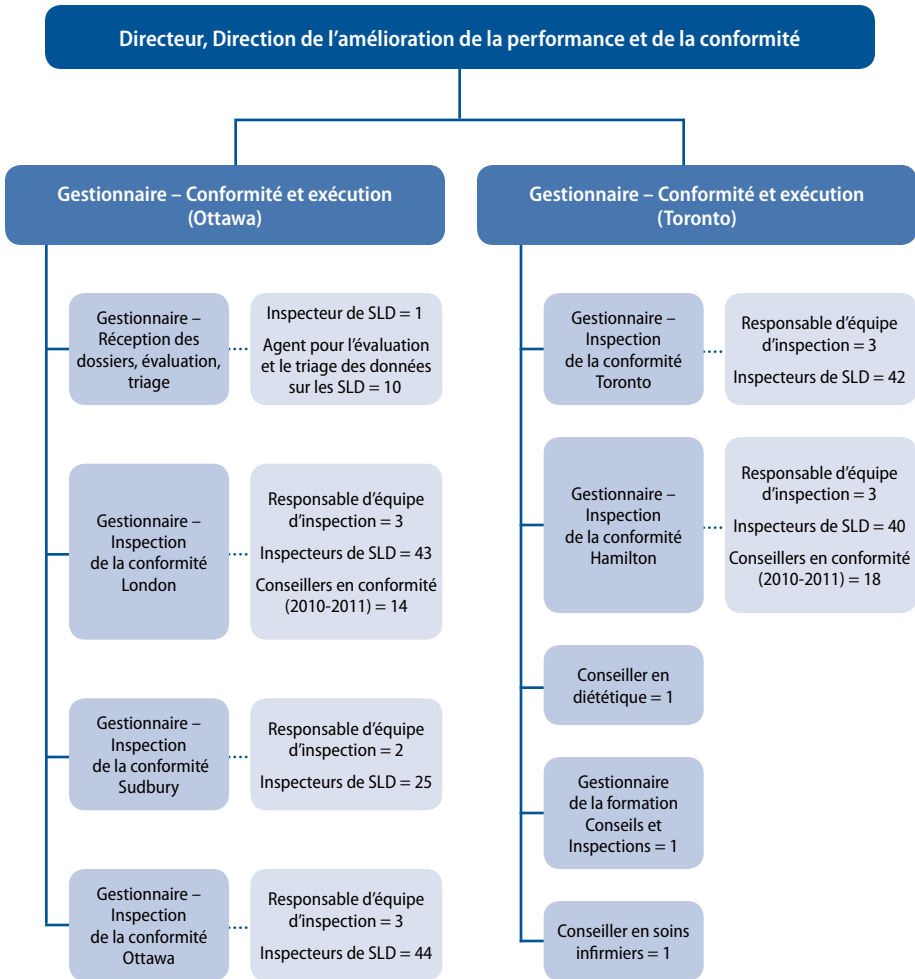 Directeur, Direction de l'amélioration de la performance et de la conformité
Gestionnaire – Conformité et exécution
(Ottawa)
Gestionnaire –
Réception des
dossiers, évaluation,
triage
Inspecteur de SLD = 1
Agent pour l'évaluation
et le triage des données
sur les SLD = 10
Gestionnaire –
Inspection
de la conformité
London
Responsable d'équipe
d'inspection = 3
Inspecteurs de SLD = 43
Conseillers en conformité
(2010-2011) = 14
Gestionnaire –
Inspection
de la conformité
Sudbury
Responsable d'équipe
d'inspection = 2
Inspecteurs de SLD = 25
Gestionnaire –
Inspection
de la conformité
Ottawa
Responsable d'équipe
d'inspection = 3
Inspecteurs de SLD = 44
Gestionnaire – Conformité et exécution
(Toronto)
Gestionnaire –
Inspection
de la conformité
Toronto
Responsable d'équipe
d'inspection = 3
Inspecteurs de SLD = 42
Gestionnaire –
Inspection
de la conformité
Hamilton
Responsable d'équipe
d'inspection = 3
Inspecteurs de SLD = 40
Conseillers en conformité
(2010-2011) = 18
Conseiller en
diététique = 1
Gestionnaire
de la formation
Conseils et
Inspections = 1
Conseiller en soins
infirmiers = 1